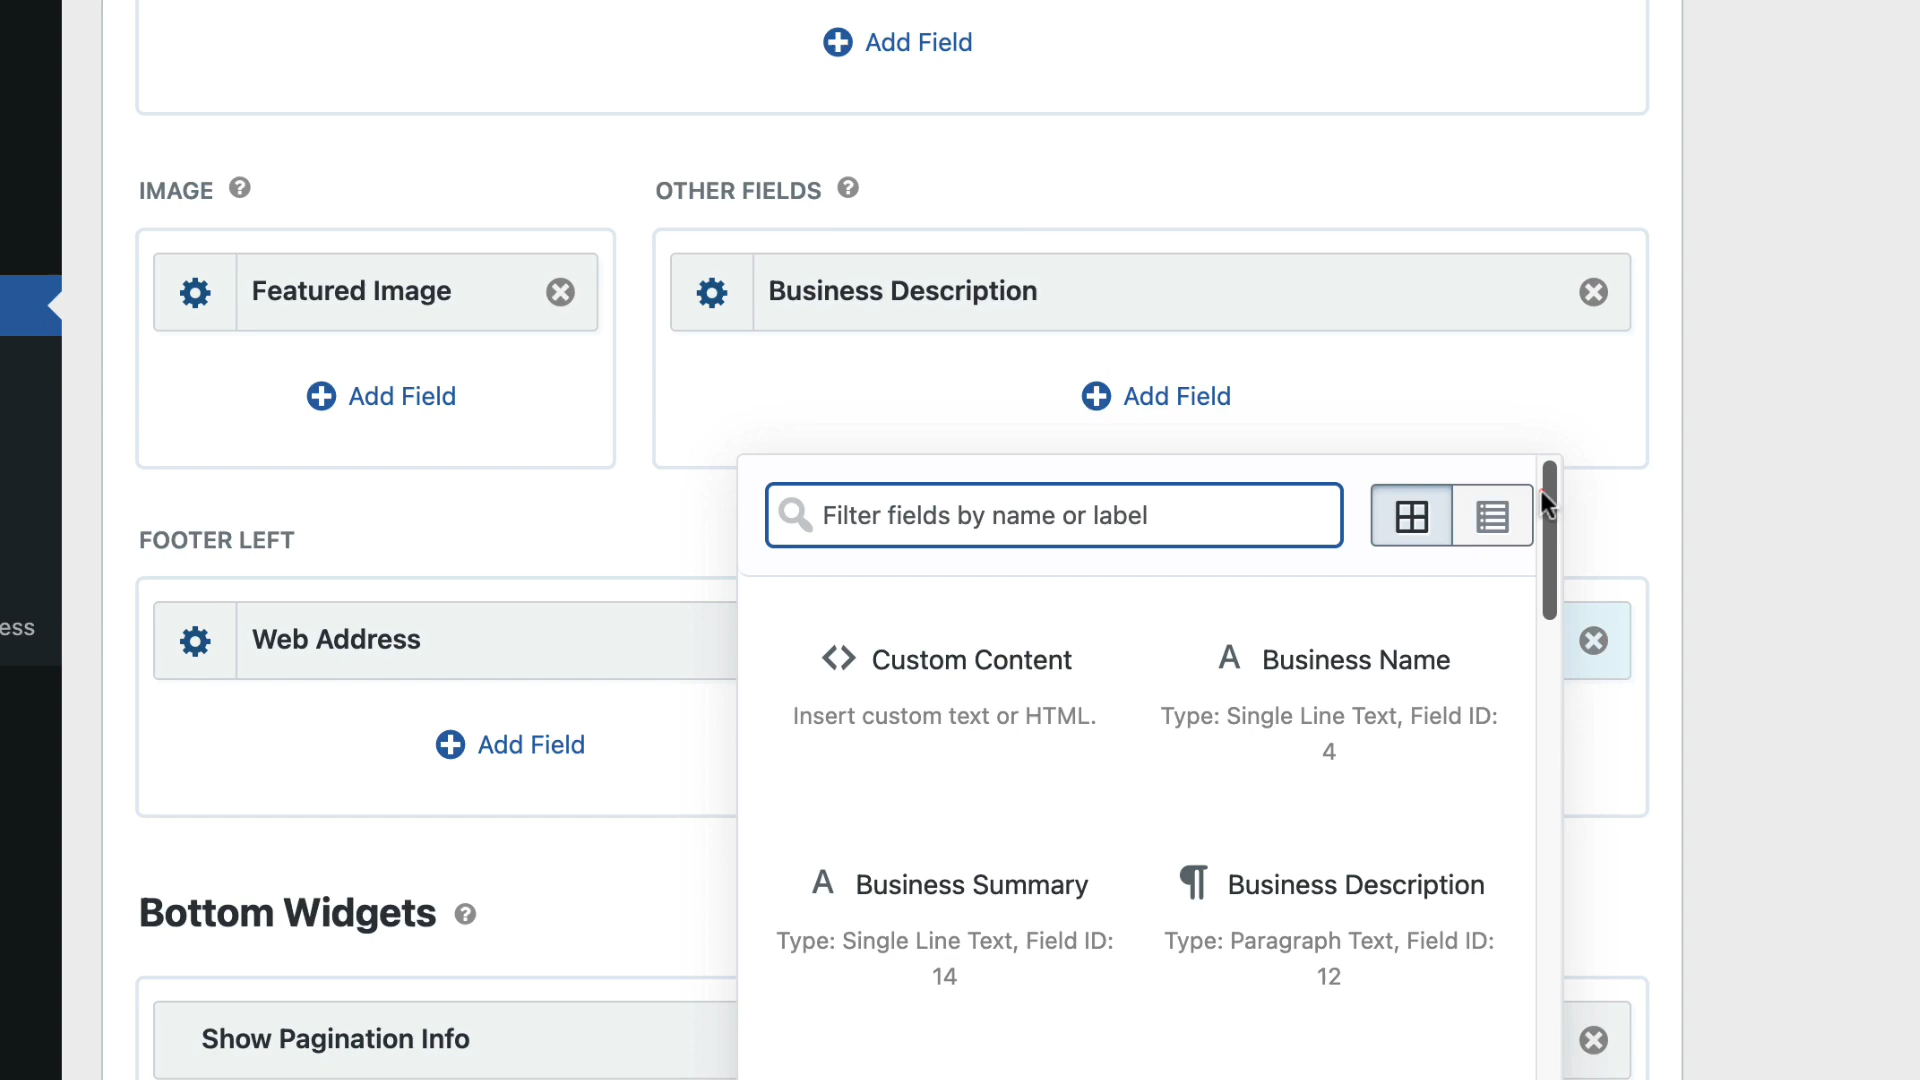 Add Field
IMAGE
OTHER FIELDS
Featured Image
Business Description
Add Field
Add Field
Filter fields by name or label
FOOTER LEFT
ess
Web Address
Custom Content
Business Name
Insert custom text or HTML.
Type: Single Line Text, Field ID:
4
Add Field
Business Summary
Business Description
Type: Single Line Text, Field ID:
14
Type: Paragraph Text, Field ID:
12
Bottom Widgets
Show Pagination Info